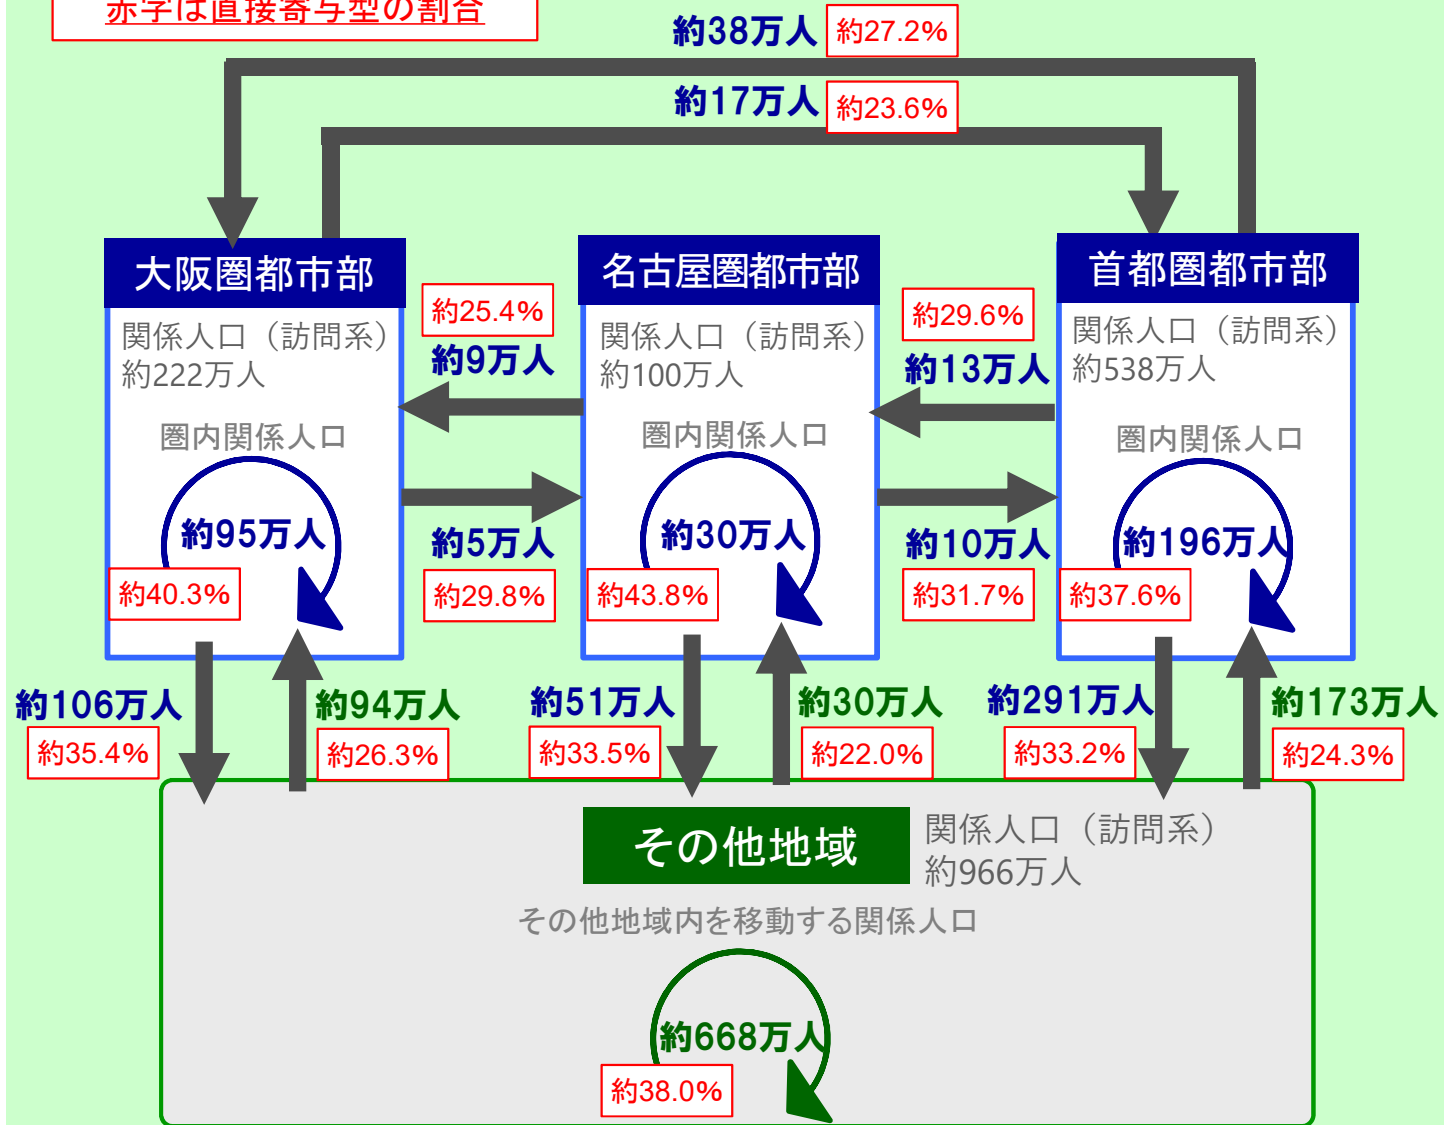 赤字は直接寄与型の割合
約38万人 約27.2%
約17万人 約23.6%
大阪圏都市部
関係人口（訪問系）
約222万人
圏内関係人口
約95万人
約40.3%
約25.4%
約9万人
約5万人
約29.8%
名古屋圏都市部
関係人口（訪問系）
約100万人
圏内関係人口
約30万人
約43.8%
約29.6%
約13万人
約10万人
約31.7%
首都圏都市部
関係人口（訪問系）
約538万人
圏内関係人口
約196万人
約37.6%
約106万人
約35.4%
約94万人
約26.3%
約51万人
約33.5%
約30万人
約22.0%
約291万人
約33.2%
約173万人
約24.3%
その他地域
関係人口（訪問系）
約966万人
その他地域内を移動する関係人口
約668万人
約38.0%